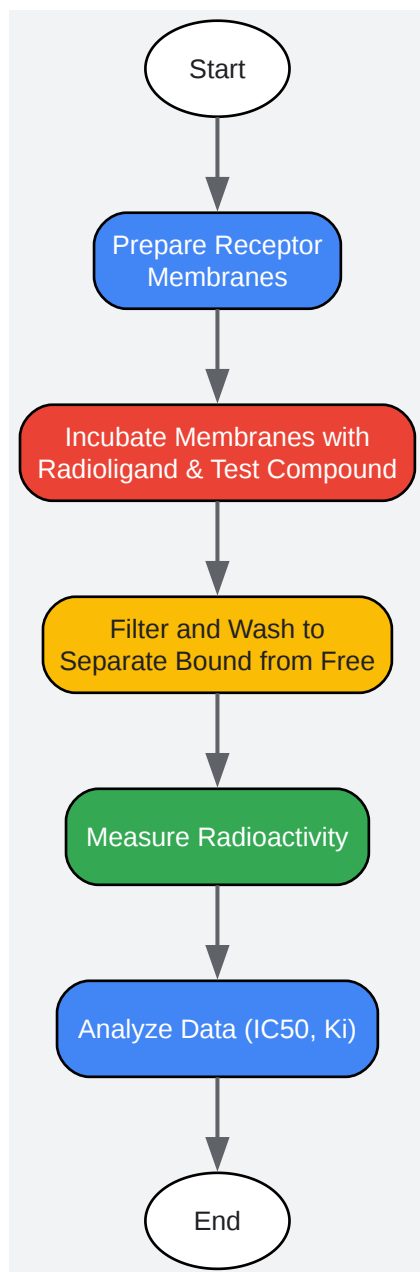 Start
Prepare Receptor
Membranes
Incubate Membranes with
Radioligand & Test Compound
Filter and Wash to
Separate Bound from Free
Measure Radioactivity
Analyze Data (IC50, Ki)
End